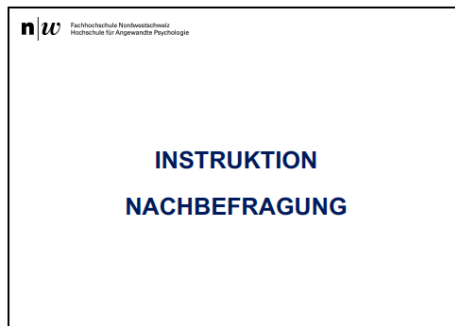 n|w Fachhochschule Nordwestschweiz
Hochschule für Angewandte Psychologie
INSTRUKTION
NACHBEFRAGUNG